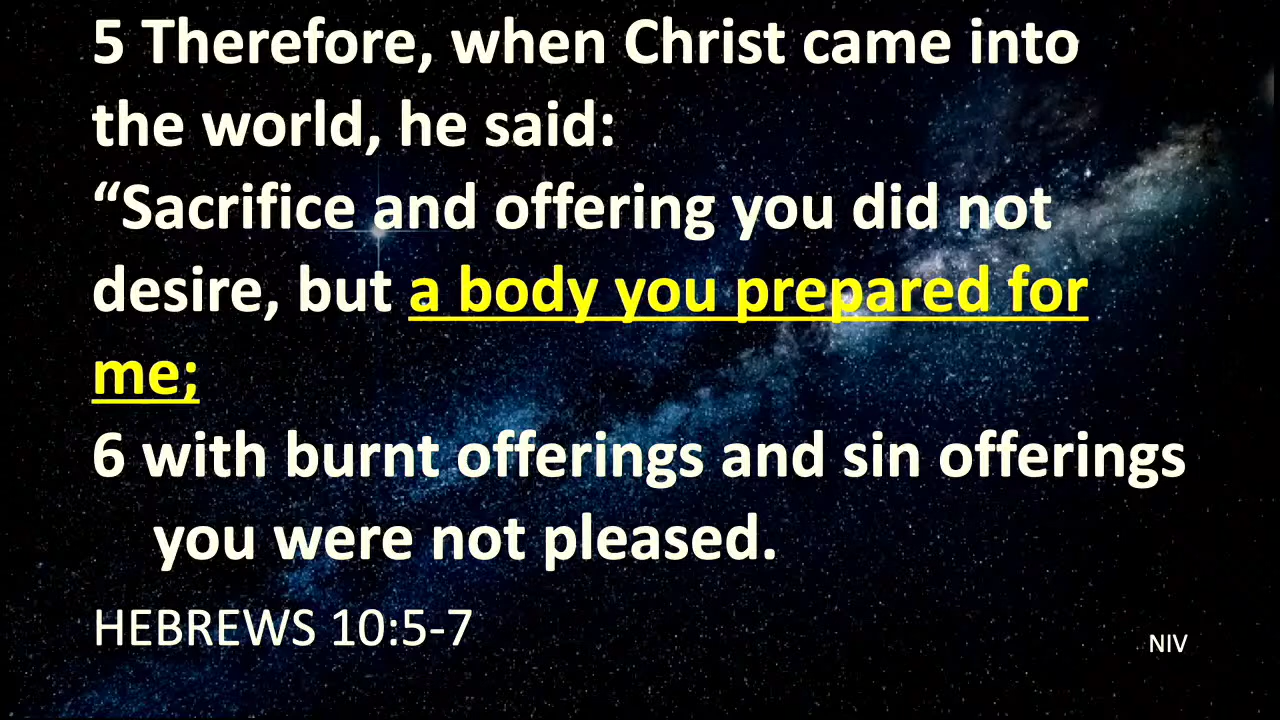 5 Therefore, when Christ came into
the world, he said:
“Sacrifice and offering you did not
desire, but a body you prepared for
me;
6 with burnt offerings and sin offerings
you were not pleased.
HEBREWS 10:5-7
NIV